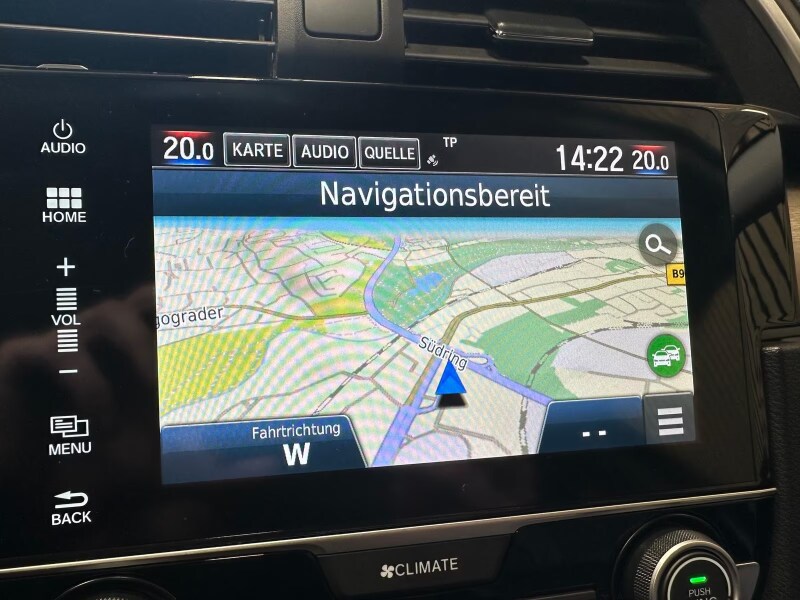 AUDIO
HOME
+
VOL
−
MENU
BACK
20.0 KARTE AUDIO QUELLE TP 14:22 20.0
Navigationsbereit
B9
gograder
Südring
Fahrtrichtung
W
--
CLIMATE
PUSH